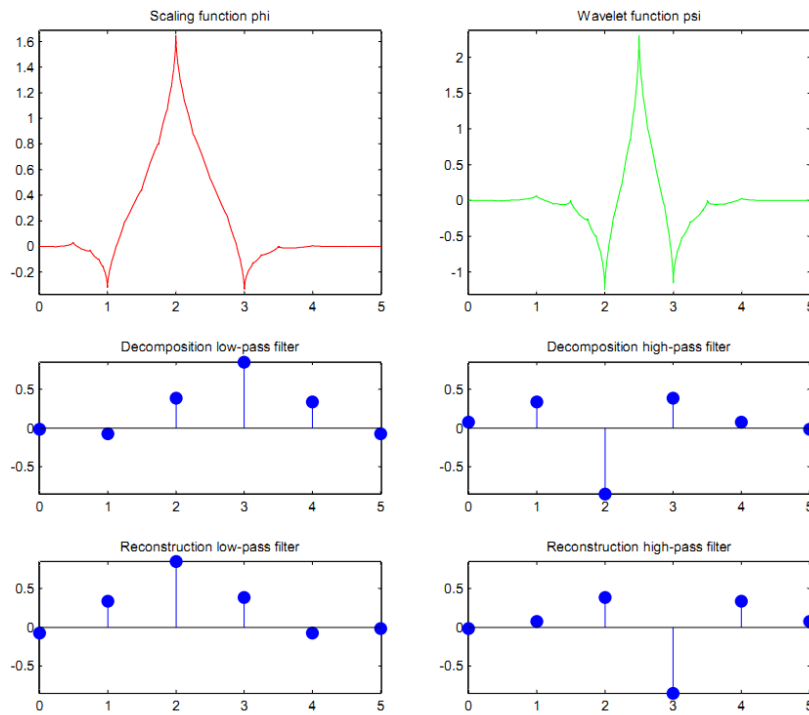 Scaling function phi
1.6
1.4
1.2
1
0.8
0.6
0.4
0.2
0
-0.2
0 1 2 3 4 5
Wavelet function psi
2
1.5
1
0.5
0
-0.5
-1
0 1 2 3 4 5
Decomposition low-pass filter
0.5
0
-0.5
0 1 2 3 4 5
Decomposition high-pass filter
0.5
0
-0.5
0 1 2 3 4 5
Reconstruction low-pass filter
0.5
0
-0.5
0 1 2 3 4 5
Reconstruction high-pass filter
0.5
0
-0.5
0 1 2 3 4 5